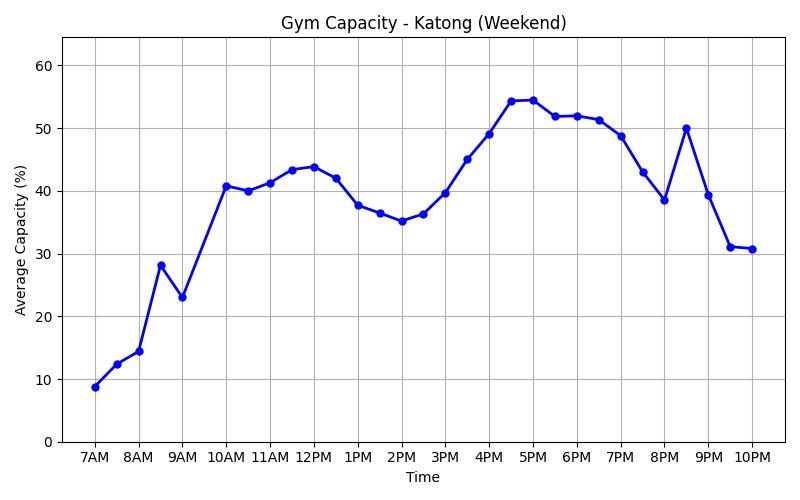 Gym Capacity - Katong (Weekend)
Average Capacity (%)
60
50
40
30
20
10
0
7AM 8AM 9AM 10AM 11AM 12PM 1PM 2PM 3PM 4PM 5PM 6PM 7PM 8PM 9PM 10PM
Time